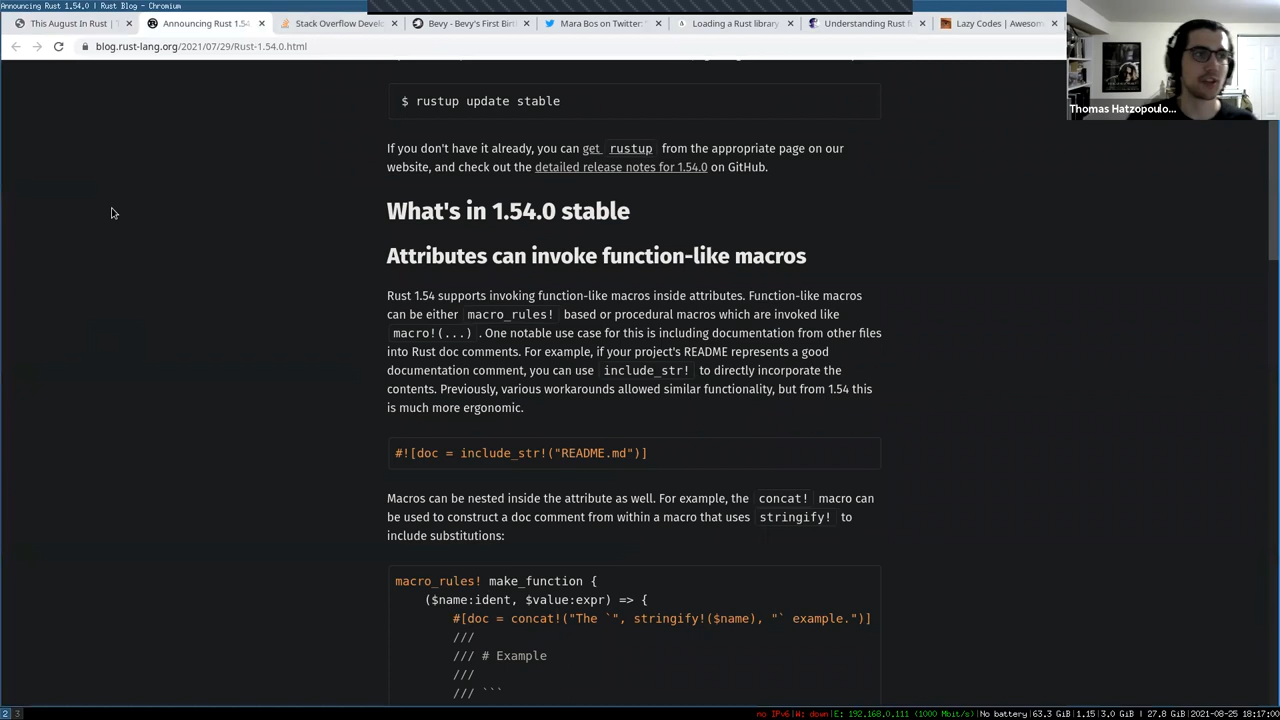 Announcing Rust 1.54.0 | Rust Blog - Chromium
This August In Rust |
Announcing Rust 1.54.
Stack Overflow Develo
Bevy - Bevy's First Birt
Mara Bos on Twitter:
Loading a Rust library
Understanding Rust f
Lazy Codes | Awesom
blog.rust-lang.org/2021/07/29/Rust-1.54.0.html
Thomas Hatzopoulo...
$ rustup update stable
If you don't have it already, you can get rustup from the appropriate page on our
website, and check out the detailed release notes for 1.54.0 on GitHub.
What's in 1.54.0 stable
Attributes can invoke function-like macros
Rust 1.54 supports invoking function-like macros inside attributes. Function-like macros
can be either macro_rules! based or procedural macros which are invoked like
macro!(...) . One notable use case for this is including documentation from other files
into Rust doc comments. For example, if your project's README represents a good
documentation comment, you can use include_str! to directly incorporate the
contents. Previously, various workarounds allowed similar functionality, but from 1.54 this
is much more ergonomic.
#![doc = include_str!("README.md")]
Macros can be nested inside the attribute as well. For example, the concat! macro can
be used to construct a doc comment from within a macro that uses stringify! to
include substitutions:
macro_rules! make_function {
($name:ident, $value:expr) => {
#[doc = concat!("The `", stringify!($name), "` example.")]
///
/// # Example
///
/// ```
2 3
no IPv6|W: down|E: 192.168.0.111 (1000 Mbit/s)|No battery|63.3 GiB|1.15|3.0 GiB | 27.8 GiB|2021-08-25 18:17:00